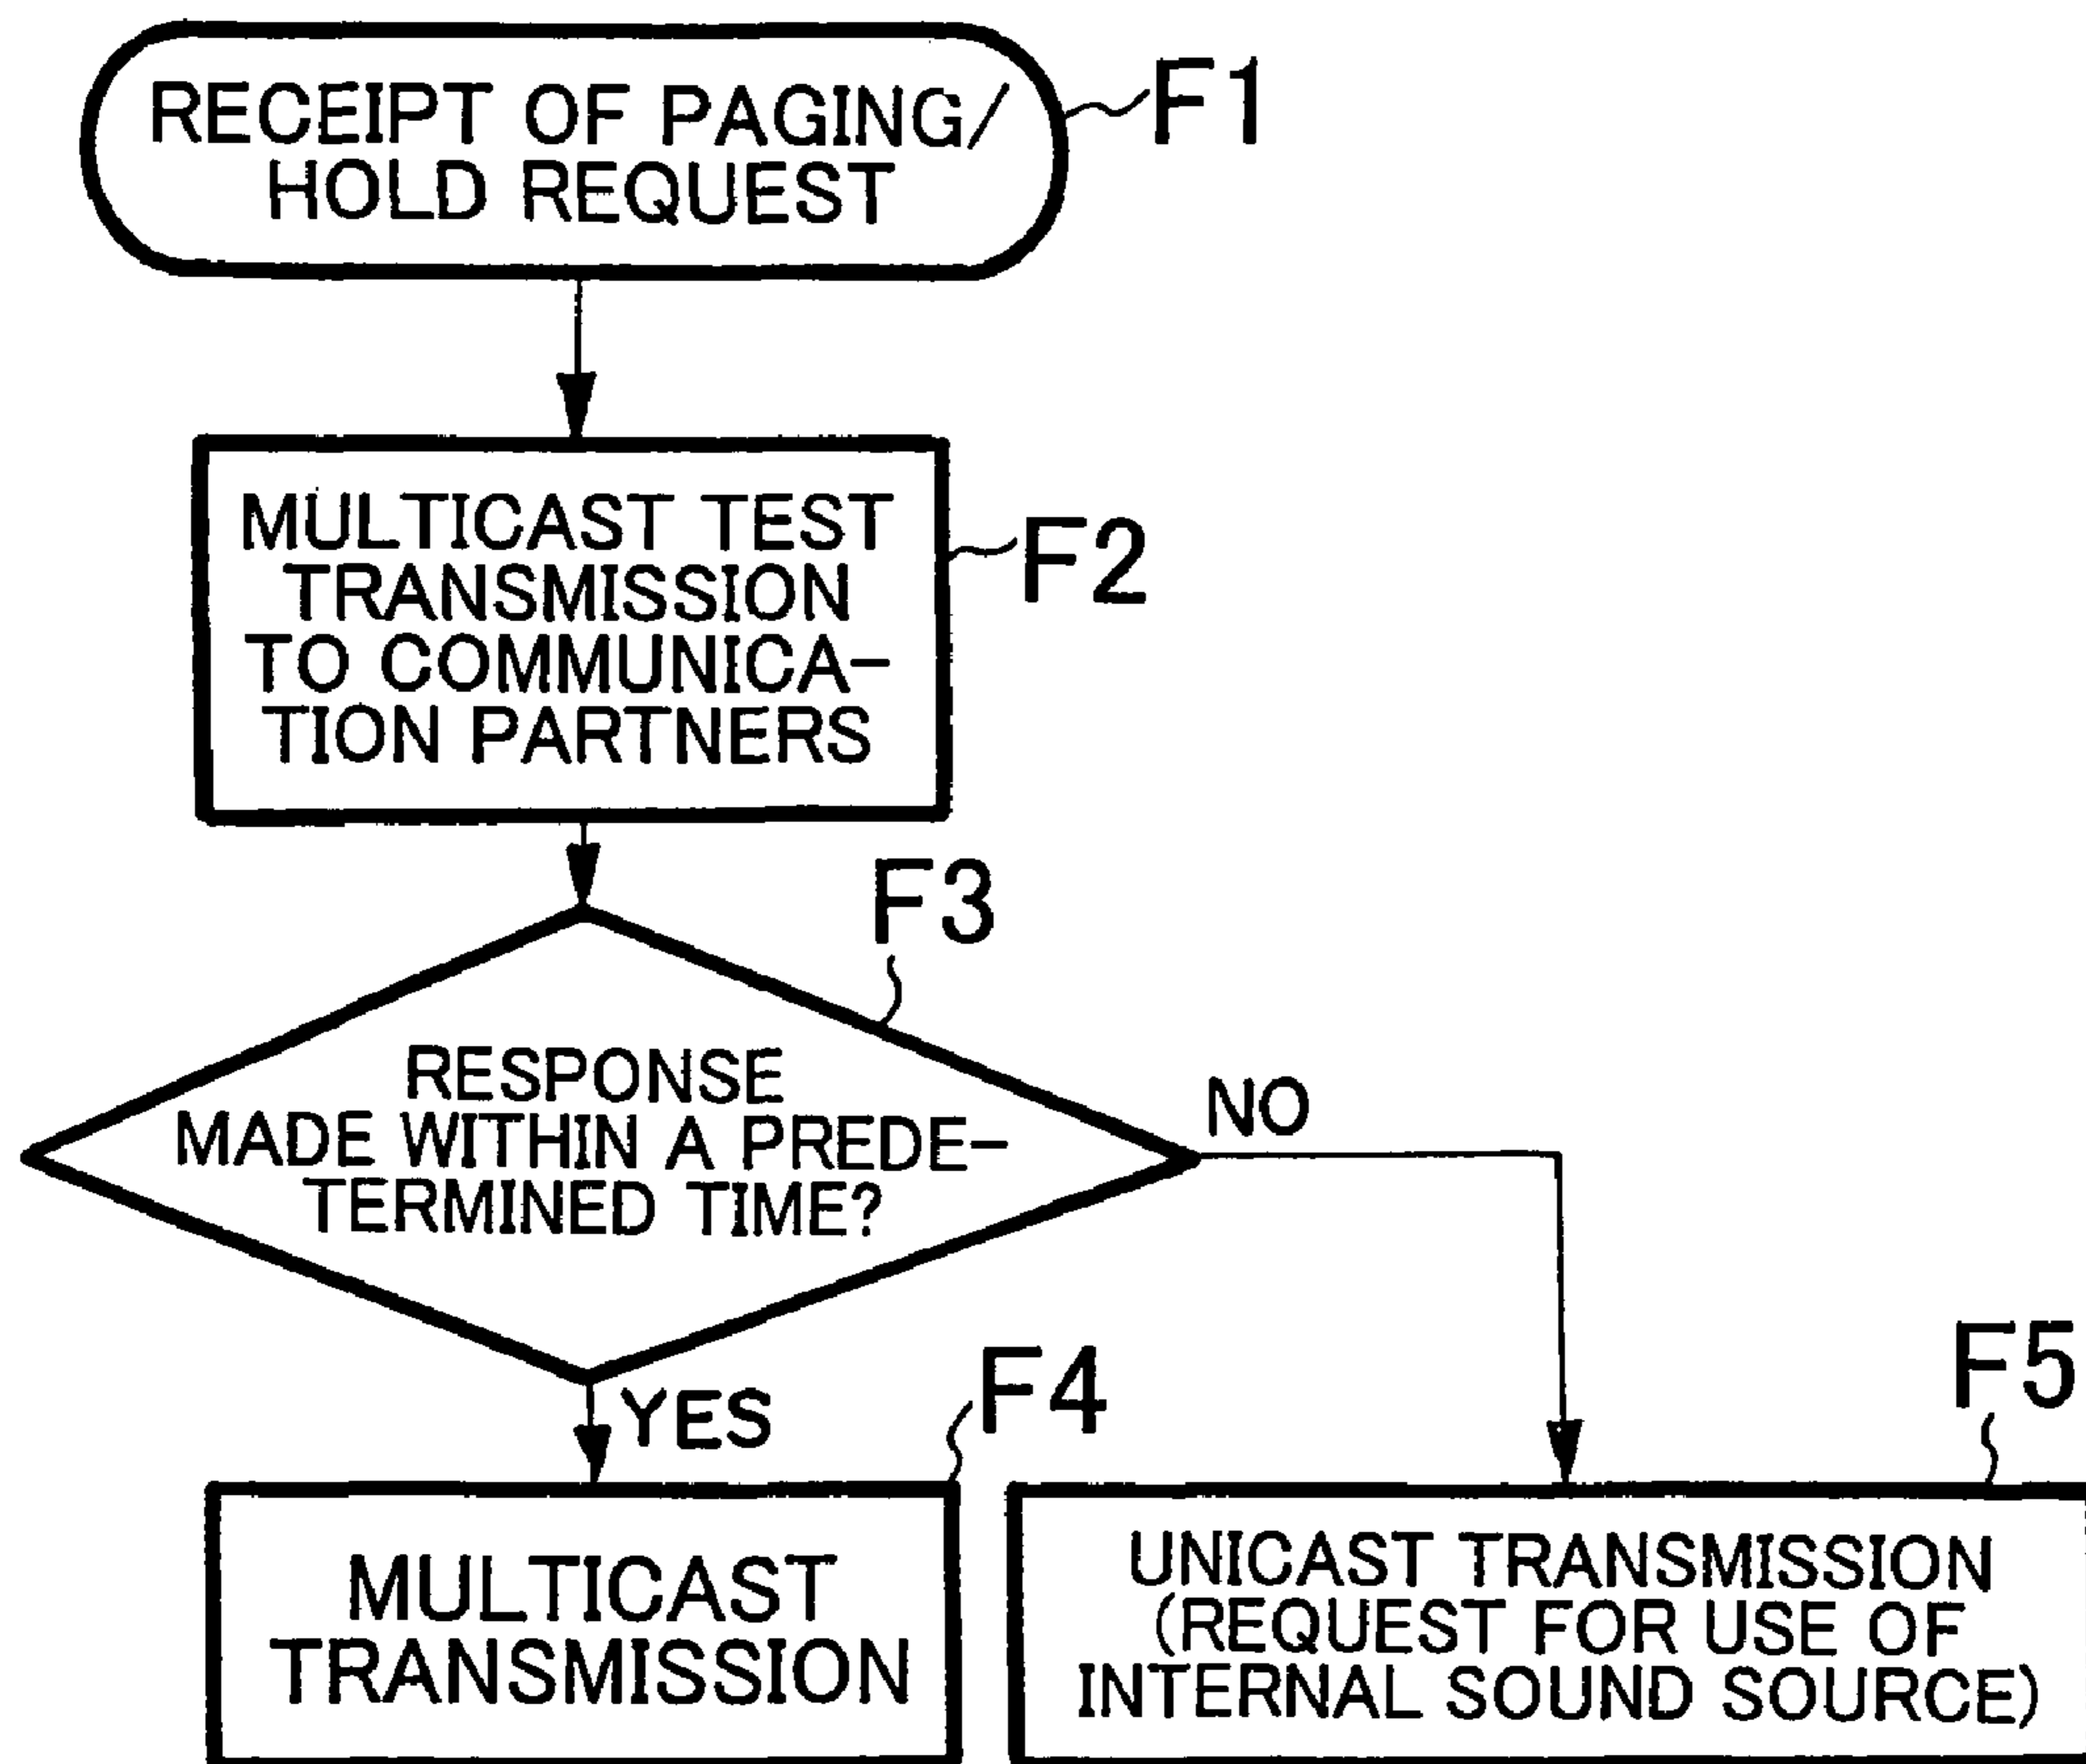 RECEIPT OF PAGING/
HOLD REQUEST
F1
MULTICAST TEST
TRANSMISSION
TO COMMUNICA-
TION PARTNERS
F2
F3
RESPONSE
MADE WITHIN A PREDE-
TERMINED TIME?
NO
YES
F4
F5
MULTICAST
TRANSMISSION
UNICAST TRANSMISSION
(REQUEST FOR USE OF
INTERNAL SOUND SOURCE)